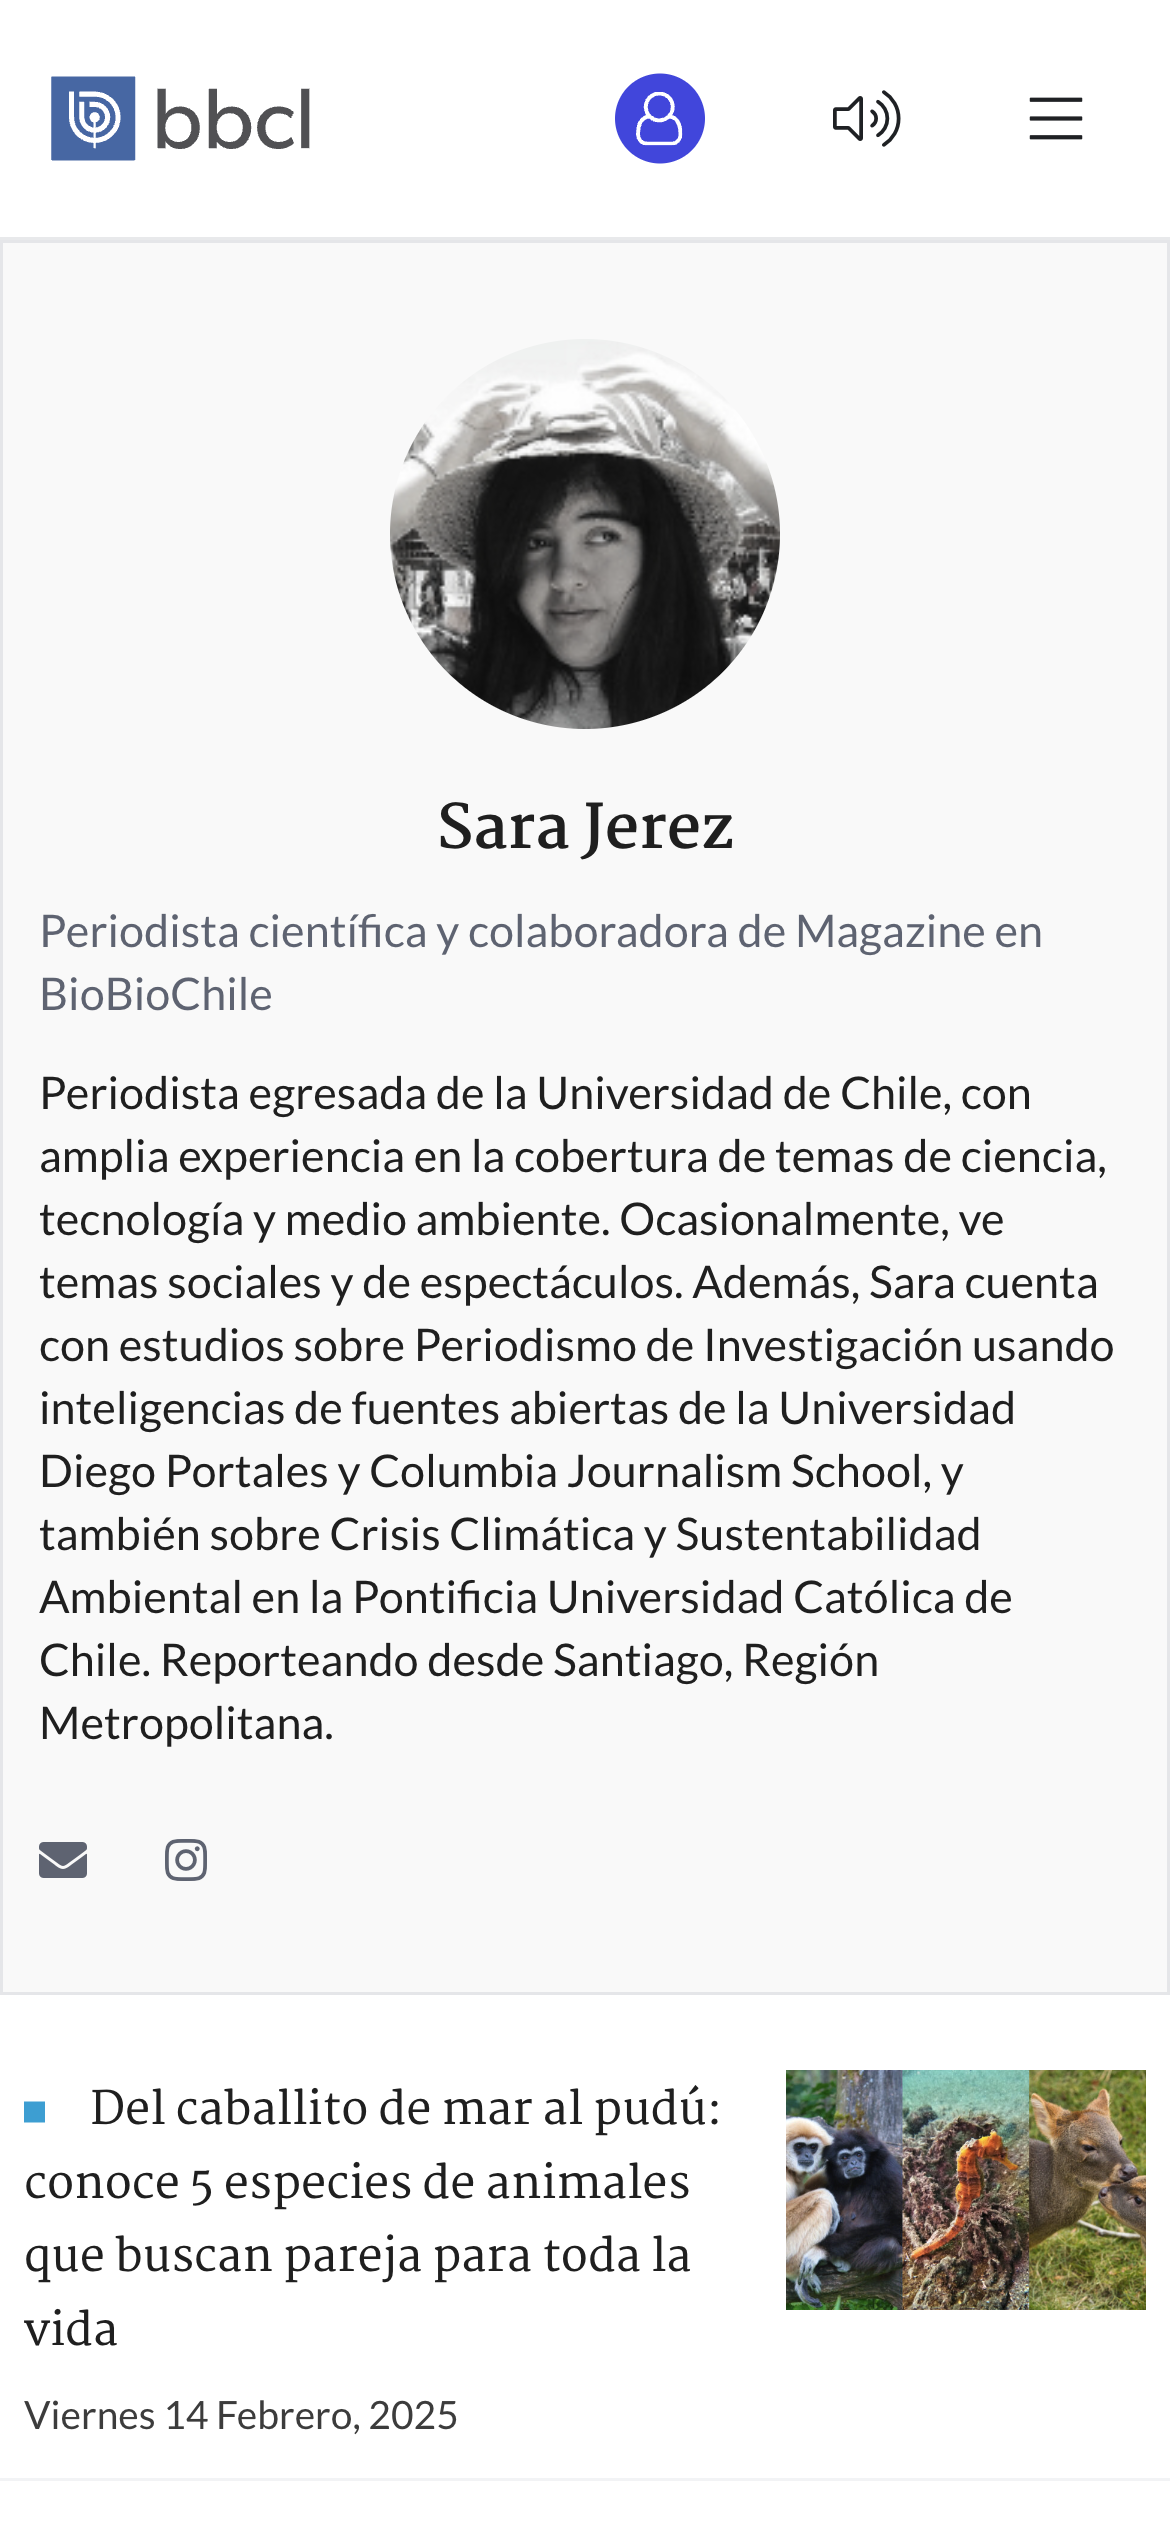 bbcl
Sara Jerez
Periodista científica y colaboradora de Magazine en
BioBioChile
Periodista egresada de la Universidad de Chile, con
amplia experiencia en la cobertura de temas de ciencia,
tecnología y medio ambiente. Ocasionalmente, ve
temas sociales y de espectáculos. Además, Sara cuenta
con estudios sobre Periodismo de Investigación usando
inteligencias de fuentes abiertas de la Universidad
Diego Portales y Columbia Journalism School, y
también sobre Crisis Climática y Sustentabilidad
Ambiental en la Pontificia Universidad Católica de
Chile. Reporteando desde Santiago, Región
Metropolitana.
Del caballito de mar al pudú:
conoce 5 especies de animales
que buscan pareja para toda la
vida
Viernes 14 Febrero, 2025